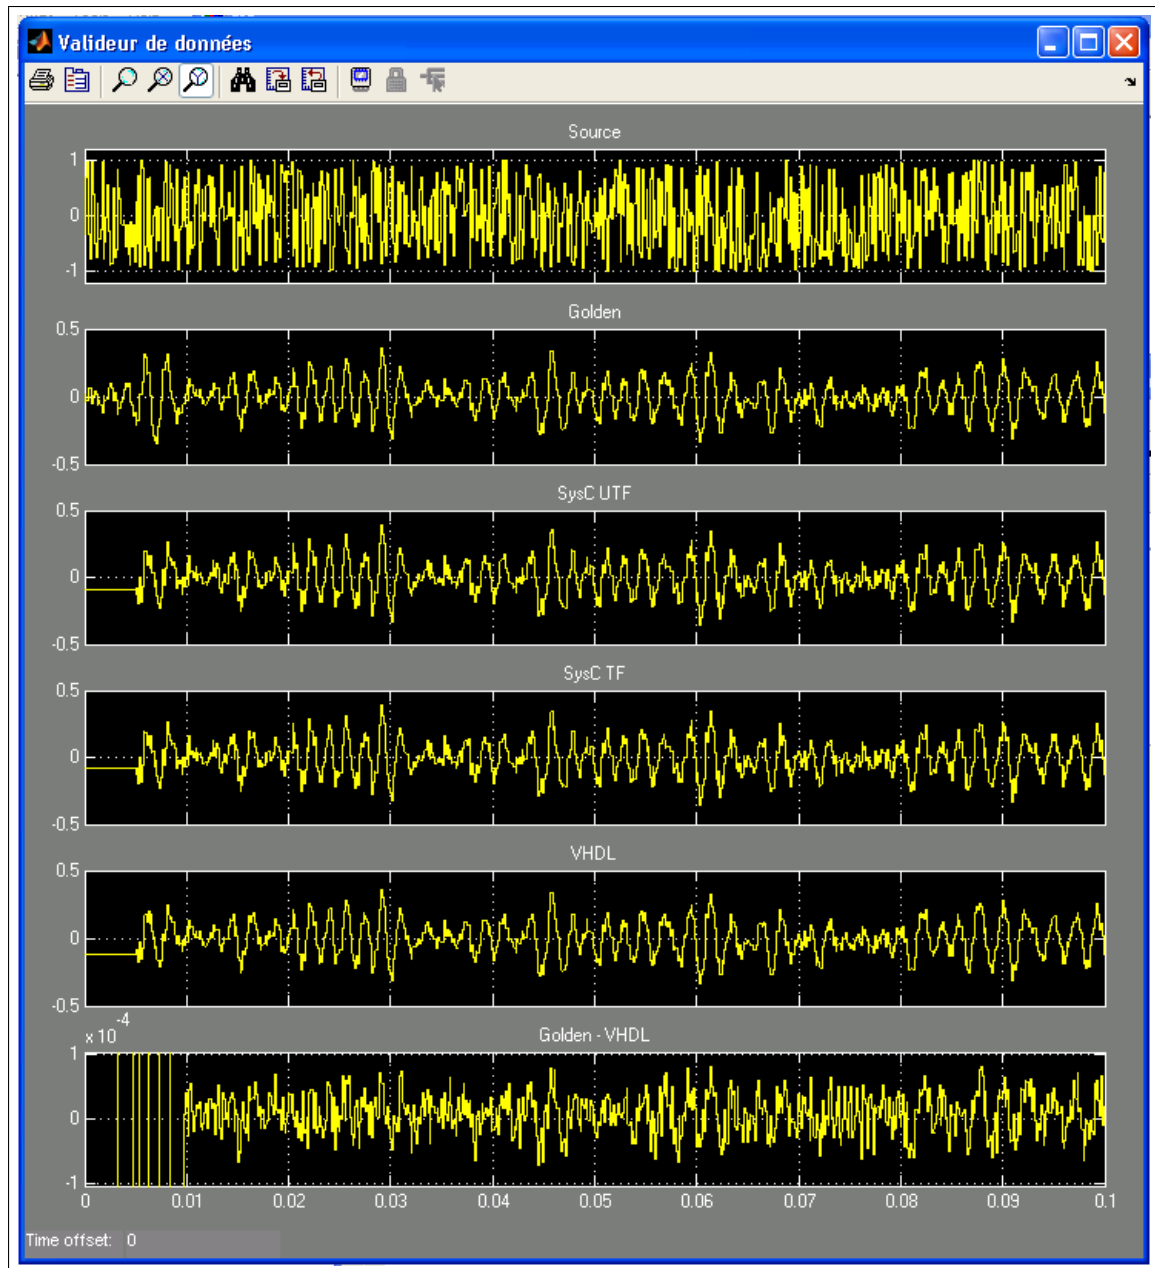 Valideur de données
Source
1
0
-1
Golden
0.5
0
-0.5
SysC UTF
0.5
0
-0.5
SysC TF
0.5
0
-0.5
VHDL
0.5
0
-0.5
x 10-4
Golden - VHDL
1
0
-1
0 0.01 0.02 0.03 0.04 0.05 0.06 0.07 0.08 0.09 0.1
Time offset: 0